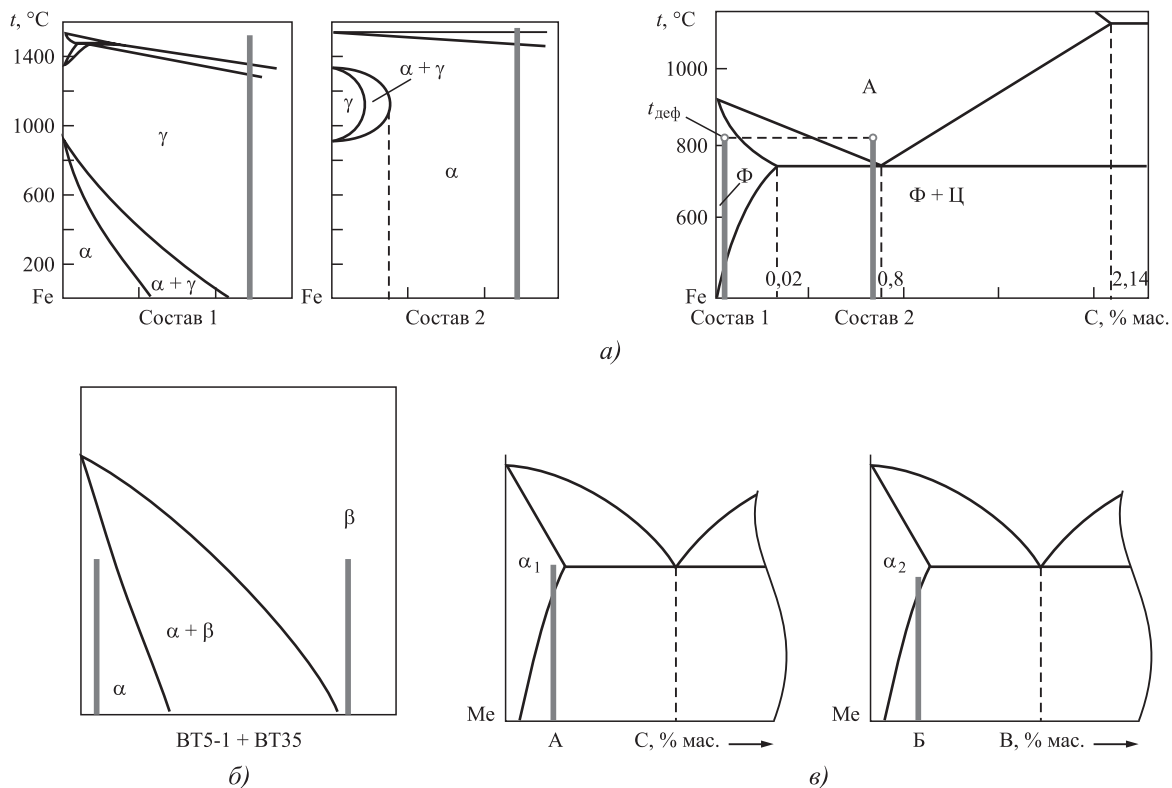 t, °C
1400
1000
600
200
Fe
γ
α
α + γ
Состав 1
α + γ
γ
α
Fe
Состав 2
t, °C
1000
tдеф
800
600
Fe
А
Ф
Ф + Ц
0,02
0,8
2,14
Состав 1
Состав 2
С, % мас.
а)
β
α + β
α
ВТ5-1 + ВТ35
б)
α1
Me
А
С, % мас.
α2
Me
Б
В, % мас.
в)